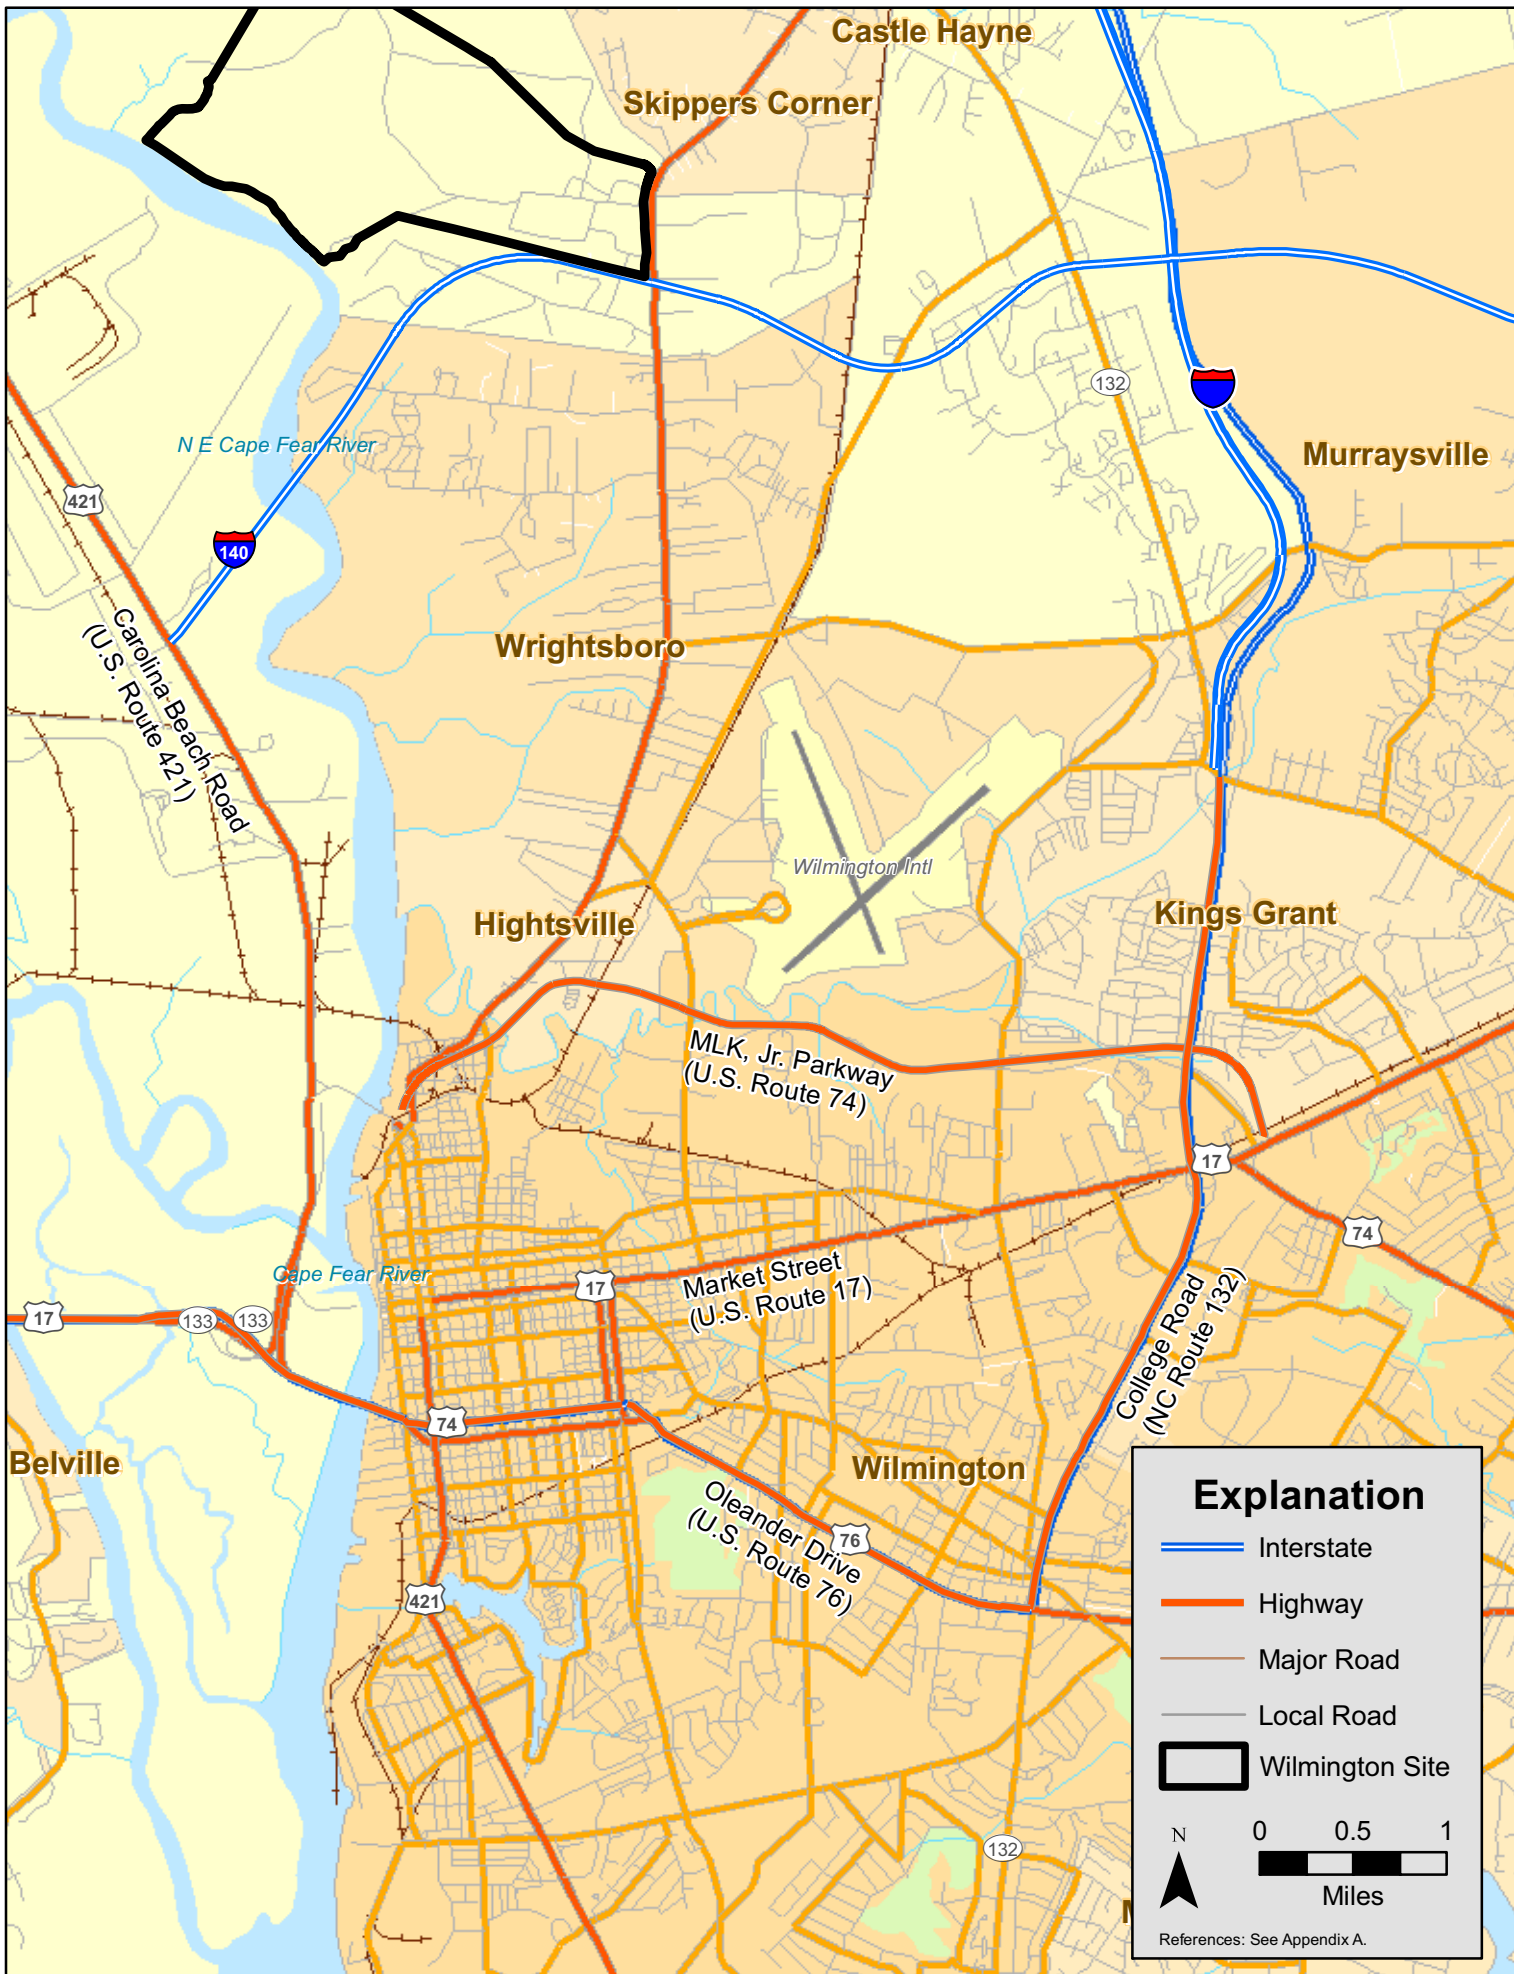 Castle Hayne
Skippers Corner
132
N E Cape Fear River
Murraysville
421
140
Carolina Beach Road
(U.S. Route 421)
Wrightsboro
Wilmington Intl
Hightsville
Kings Grant
MLK, Jr. Parkway
(U.S. Route 74)
17
74
Cape Fear River
17
Market Street
(U.S. Route 17)
17
133
133
College Road
(NC Route 132)
74
Belville
Wilmington
Oleander Drive
(U.S. Route 76)
76
421
132
Explanation
Interstate
Highway
Major Road
Local Road
Wilmington Site
N
0 0.5 1
Miles
References: See Appendix A.